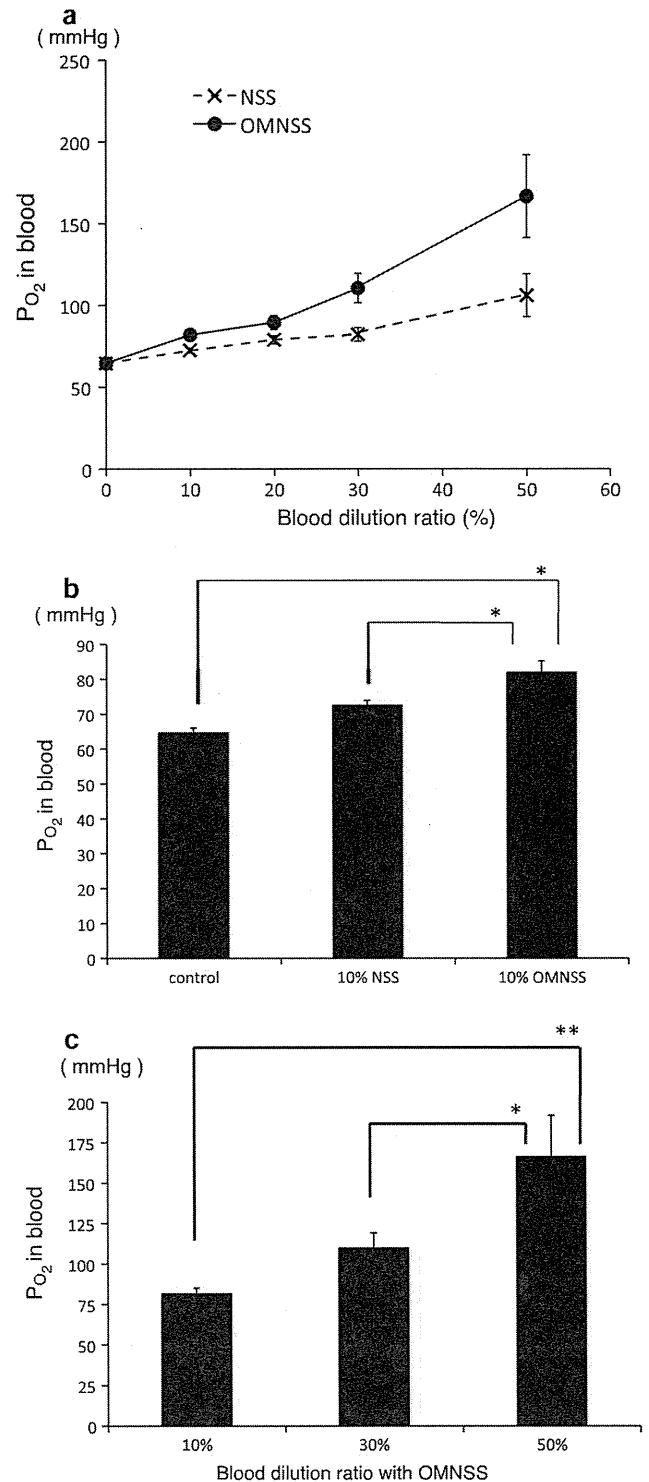 a
( mmHg )
250
200
150
100
50
0
PO2 in blood
NSS
OMNSS
0 10 20 30 40 50 60
Blood dilution ratio (%)
b
( mmHg )
*
*
90
80
70
60
50
40
30
20
10
0
PO2 in blood
control 10% NSS 10% OMNSS
c
( mmHg )
**
*
200
175
150
125
100
75
50
25
0
PO2 in blood
10% 30% 50%
Blood dilution ratio with OMNSS